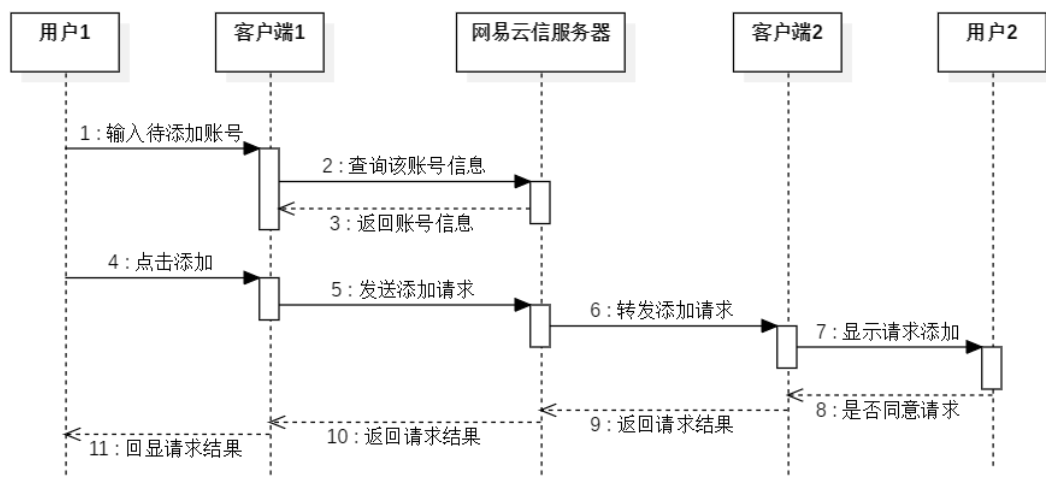 用户1
客户端1
网易云信服务器
客户端2
用户2
1 : 输入待添加账号
2 : 查询该账号信息
3 : 返回账号信息
4 : 点击添加
5 : 发送添加请求
6 : 转发添加请求
7 : 显示请求添加
8 : 是否同意请求
9 : 返回请求结果
10 : 返回请求结果
11 : 回显请求结果